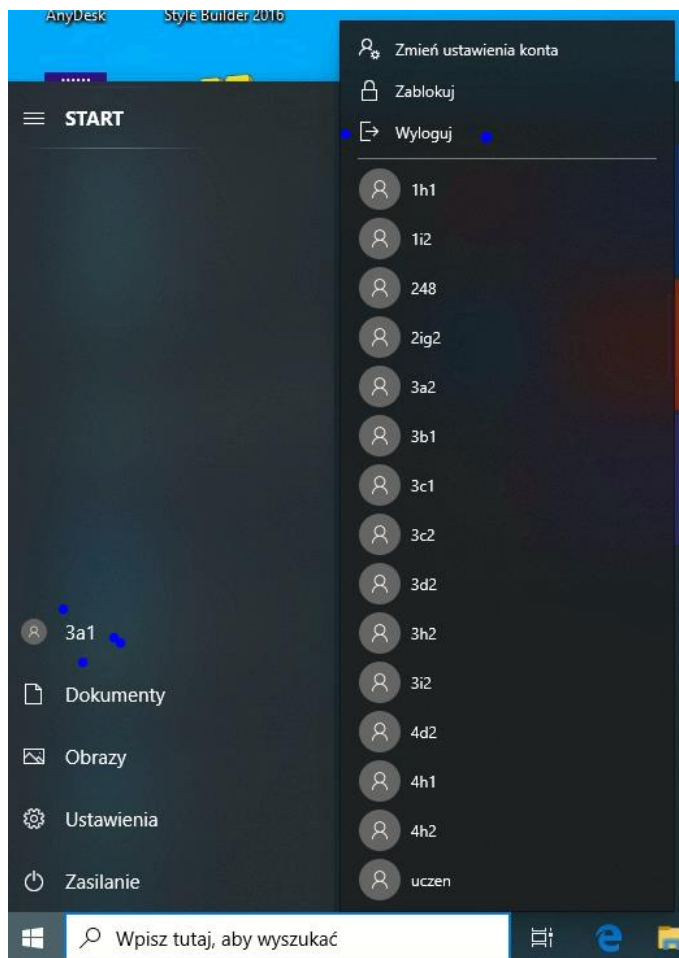 AnyDesk
Style Builder 2016
START
3a1
Dokumenty
Obrazy
Ustawienia
Zasilanie
Zmień ustawienia konta
Zablokuj
Wyloguj
1h1
1i2
248
2ig2
3a2
3b1
3c1
3c2
3d2
3h2
3i2
4d2
4h1
4h2
uczen
Wpisz tutaj, aby wyszukać